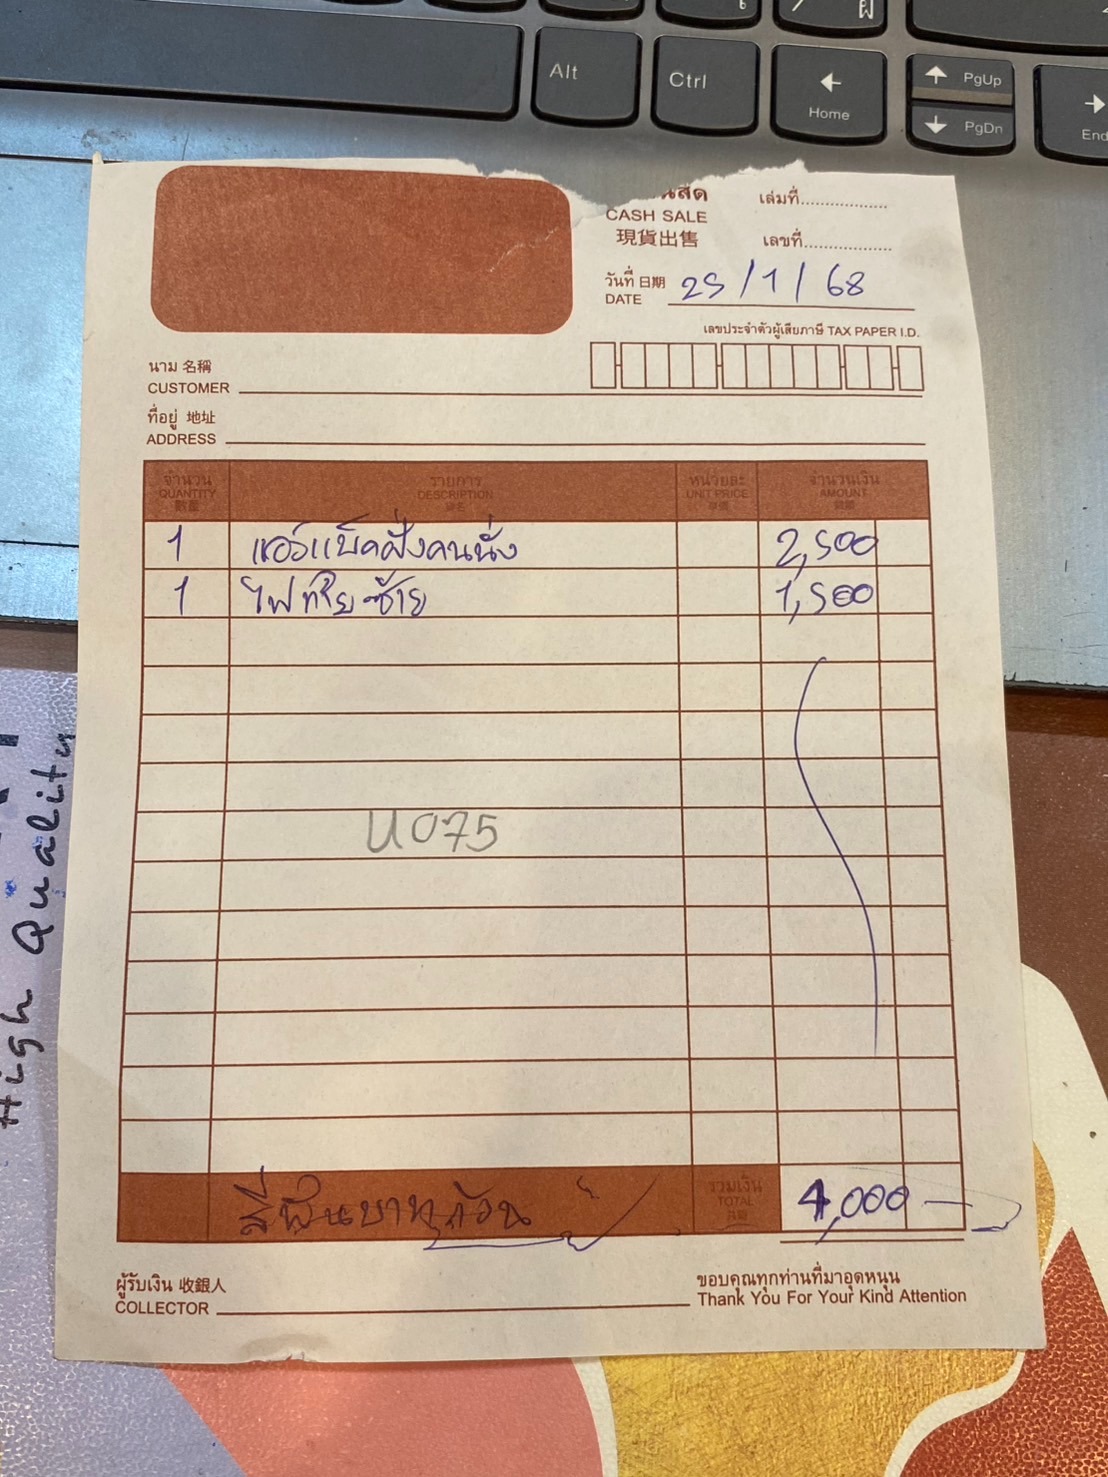 Alt Ctrl Home PgUp PgDn End
CASH SALE
現貨出售
เล่มที่
เลขที่
วันที่ 日期
DATE 25/1/68
เลขประจำตัวผู้เสียภาษี TAX PAPER I.D.
นาม 名稱
CUSTOMER
ที่อยู่ 地址
ADDRESS
จำนวน รายการ หน่วยละ จำนวนเงิน
QUANTITY DESCRIPTION UNIT PRICE AMOUNT
1 แอร์แบ็คฝั่งคนนั่ง 2,500
1 ไฟท้ายซ้าย 1,500
U075
สี่พันบาทถ้วน รวมเงิน 4,000
TOTAL
ผู้รับเงิน 收銀人
COLLECTOR
ขอบคุณทุกท่านที่มาอุดหนุน
Thank You For Your Kind Attention
High Quality